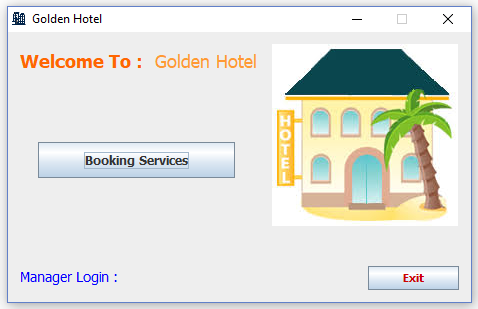 Golden Hotel
Welcome To : Golden Hotel
HOTEL
Booking Services
Manager Login :
Exit